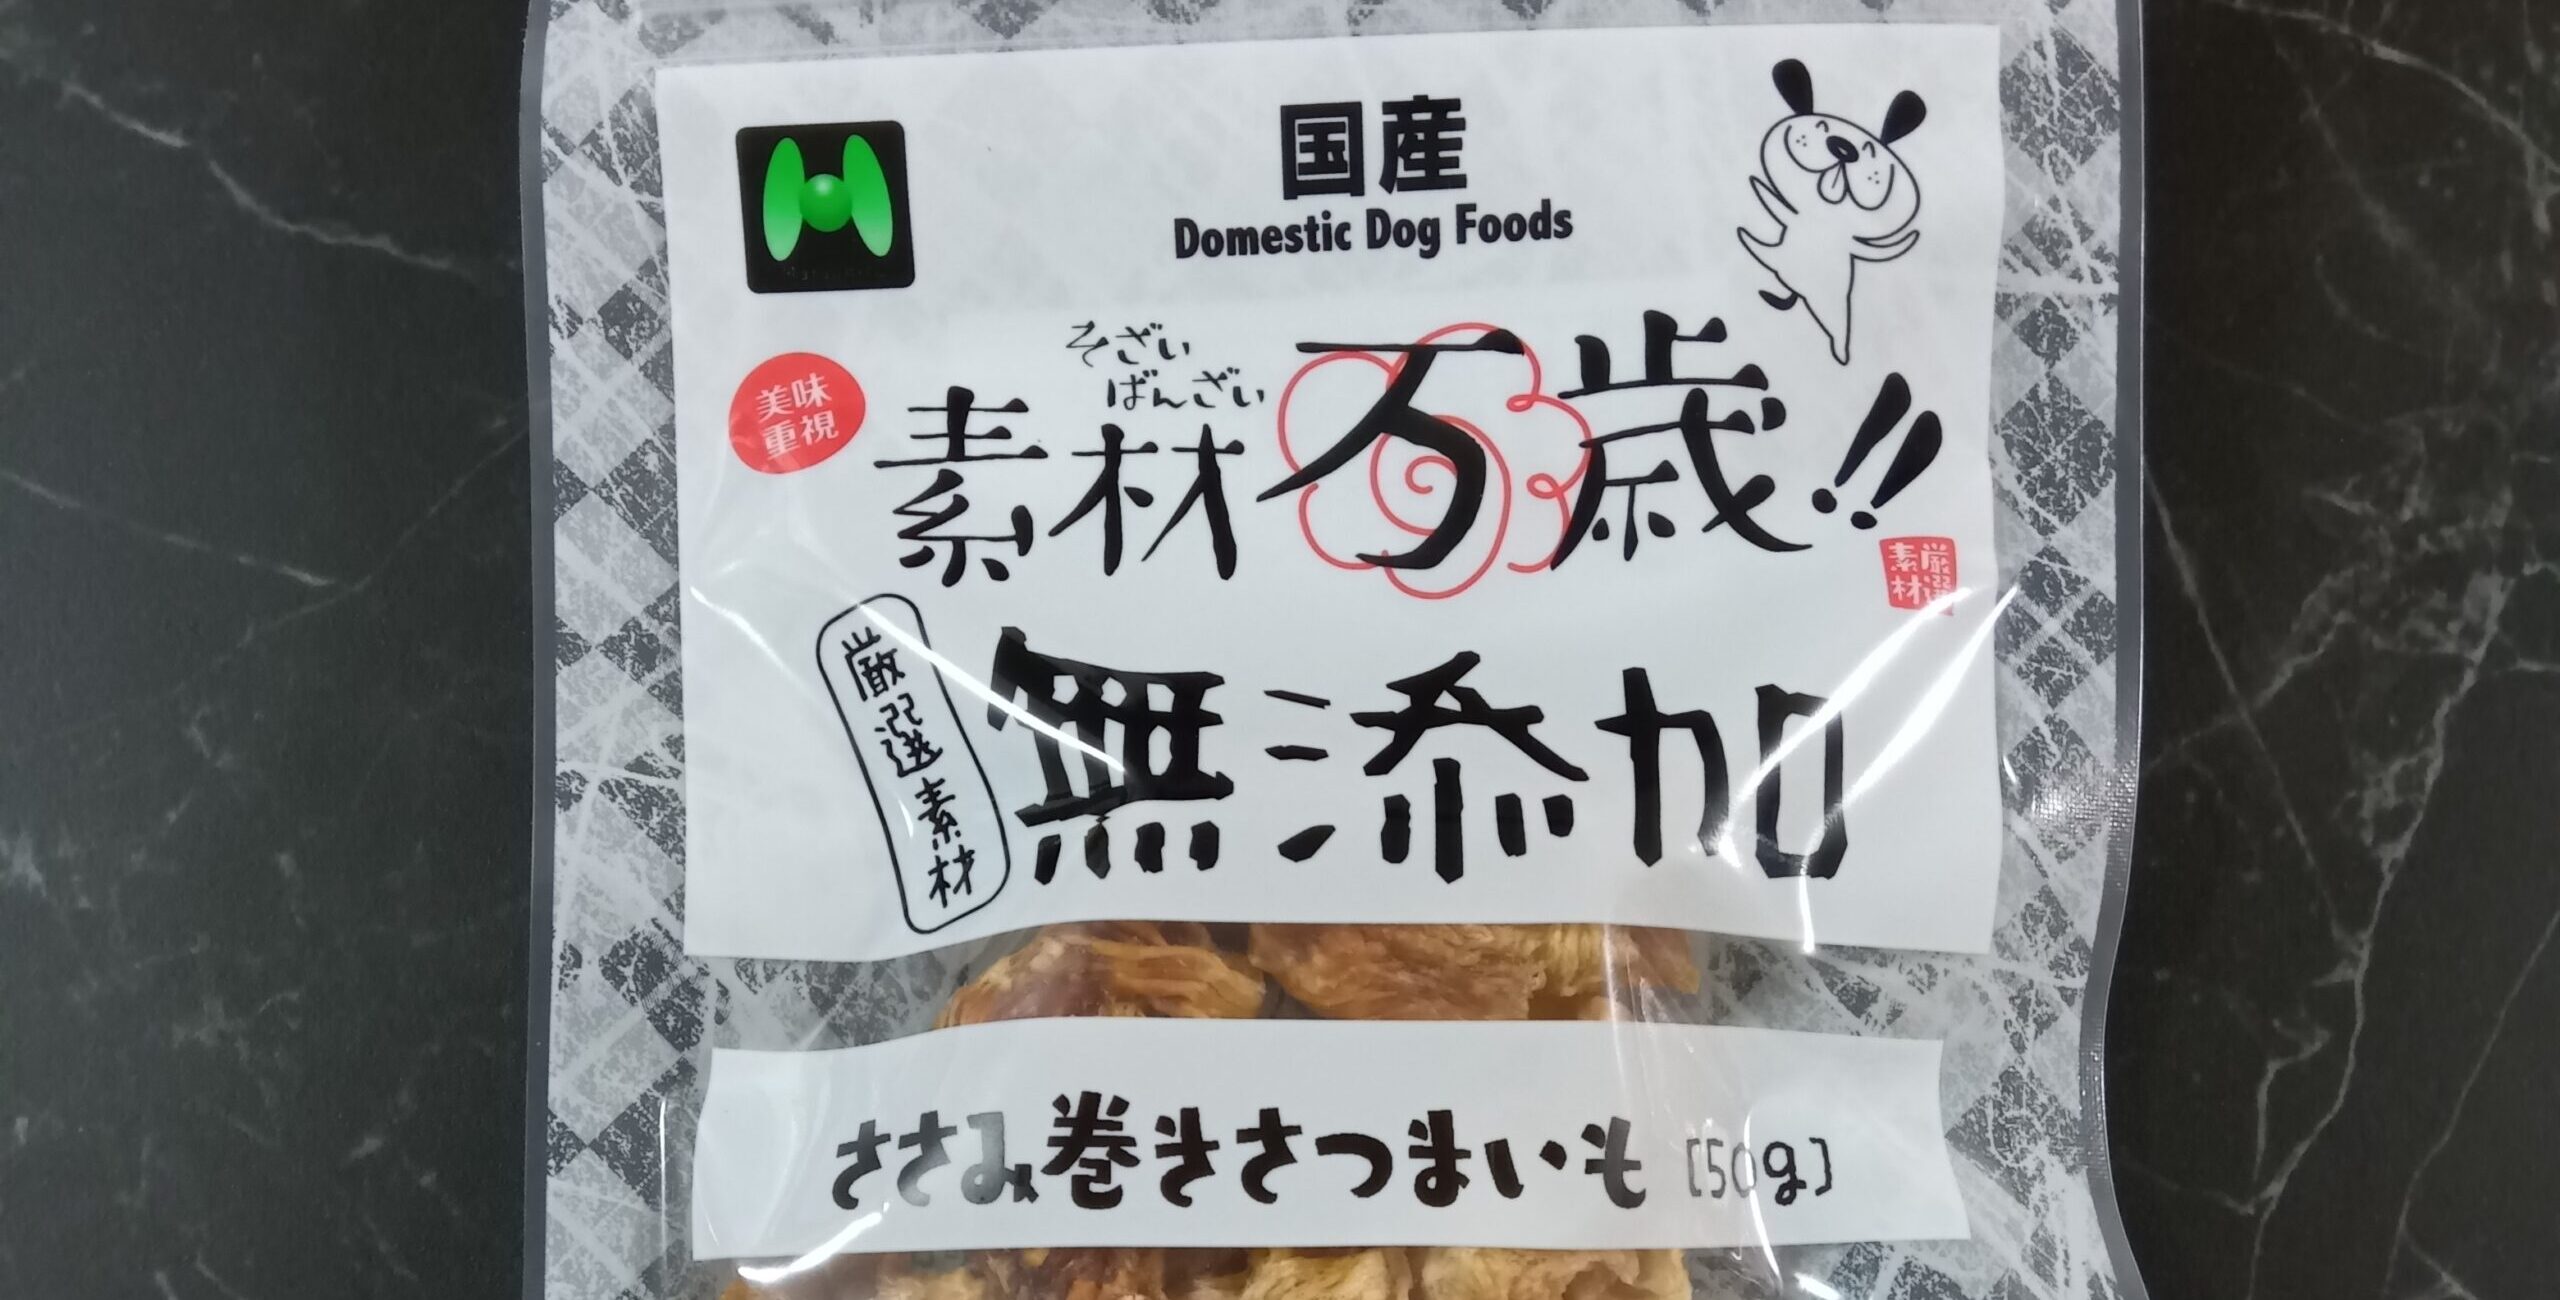 国産
Domestic Dog Foods
そざい
ばんざい
美味
重視
素材万歳!!
厳選
素材
厳選素材
無添加
ささみ巻きさつまいも [50g]